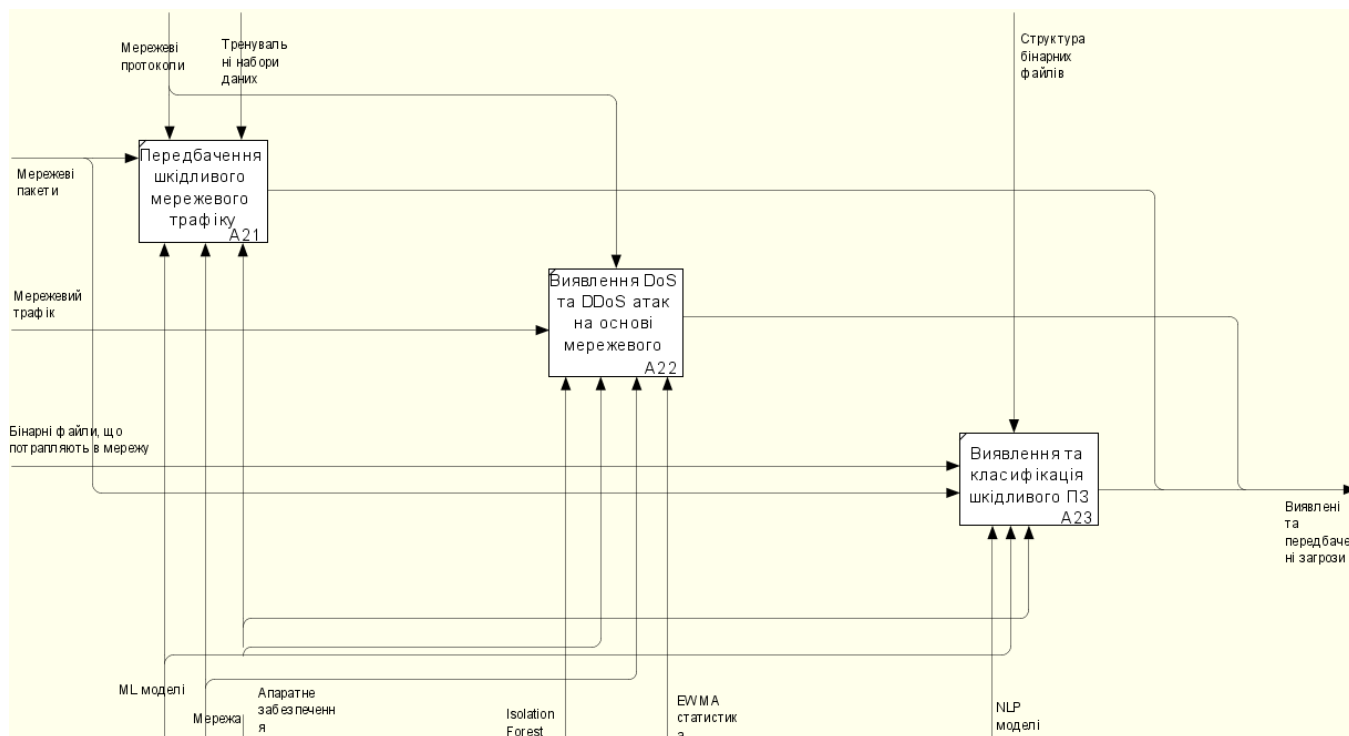 Мережеві
протоколи
Тренуваль
ні набори
даних
Структура
бінарних
файлів
Передбачення
шкідливого
мережевого
трафіку
A21
Мережеві
пакети
Виявлення DoS
та DDoS атак
на основі
мережевого
A22
Мережевий
трафік
Бінарні файли, що
потрапляють в мережу
Виявлення та
класифікація
шкідливого ПЗ
A23
Виявлені
та
передбаче
ні загрози
ML моделі
Мережа
Апаратне
забезпеченн
я
Isolation
Forest
EWMA
статистик
а
NLP
моделі